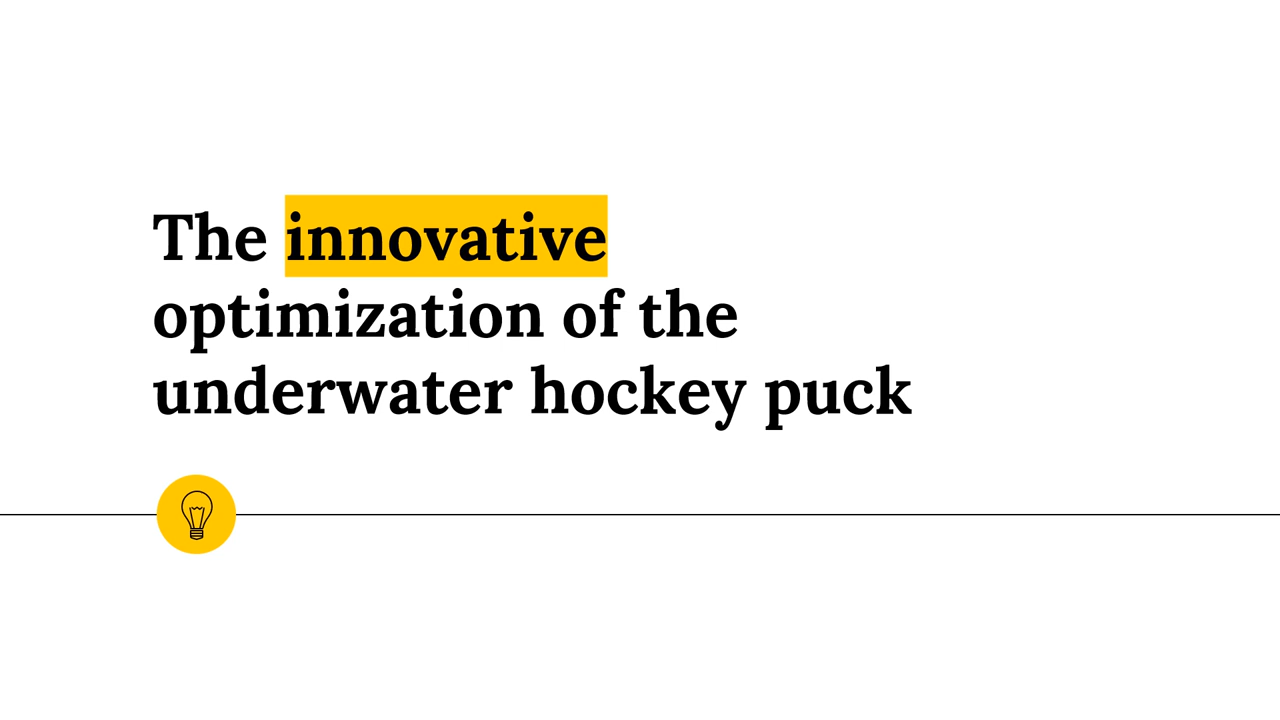 The innovative
optimization of the
underwater hockey puck